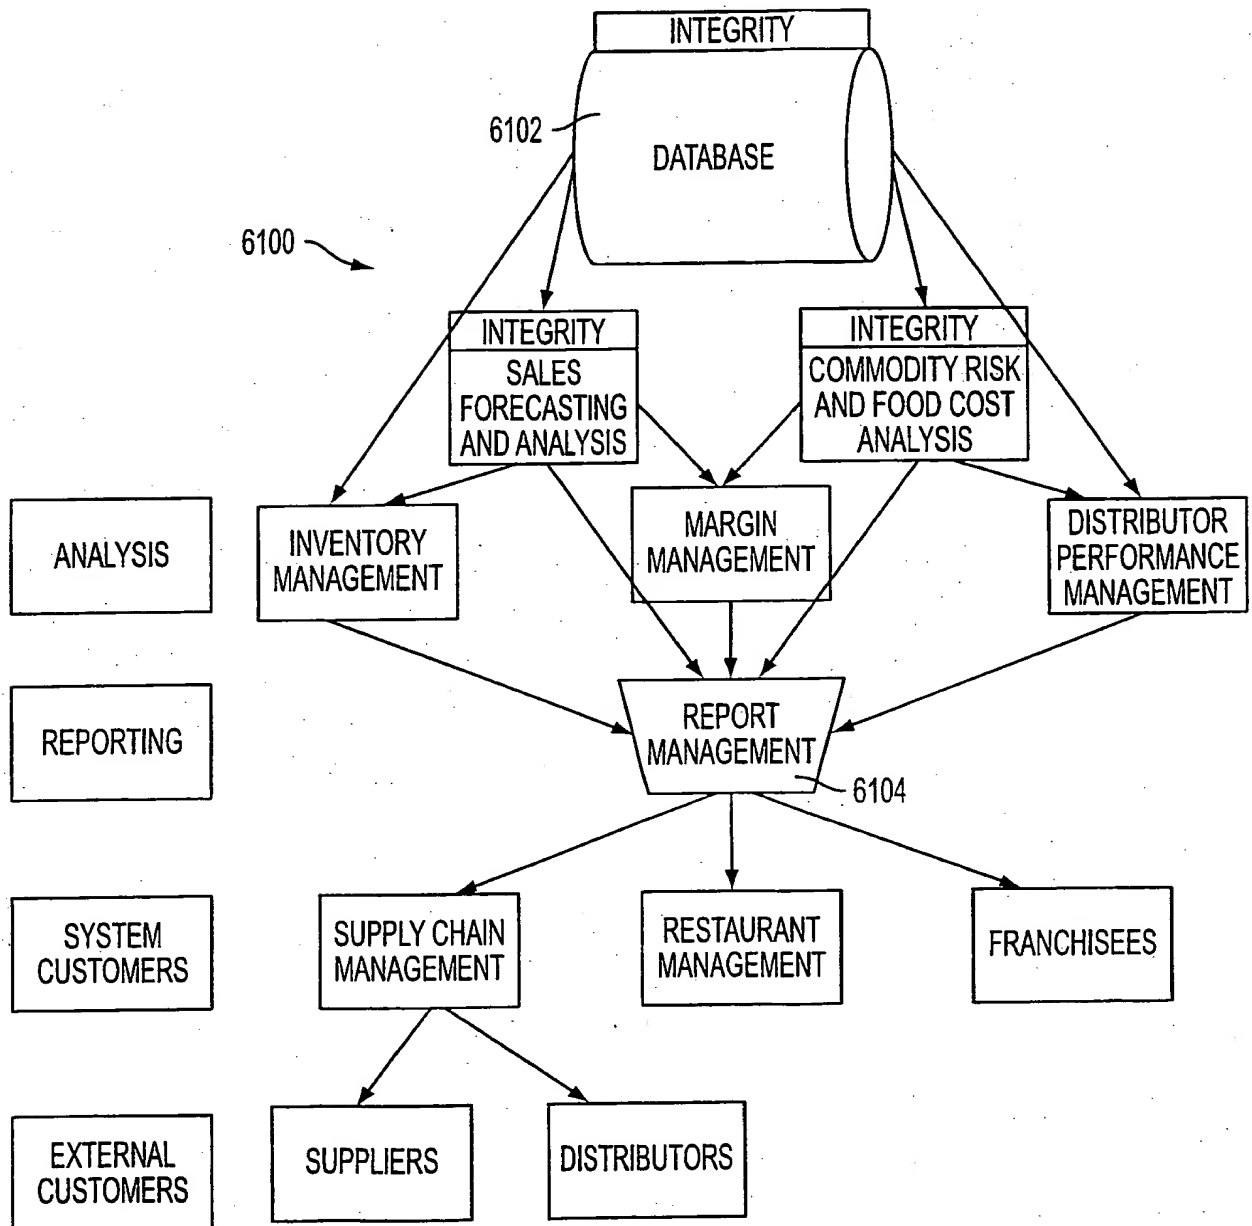 INTEGRITY
6102
DATABASE
6100
INTEGRITY
SALES
FORECASTING
AND ANALYSIS
INTEGRITY
COMMODITY RISK
AND FOOD COST
ANALYSIS
ANALYSIS
INVENTORY
MANAGEMENT
MARGIN
MANAGEMENT
DISTRIBUTOR
PERFORMANCE
MANAGEMENT
REPORTING
REPORT
MANAGEMENT
6104
SYSTEM
CUSTOMERS
SUPPLY CHAIN
MANAGEMENT
RESTAURANT
MANAGEMENT
FRANCHISEES
EXTERNAL
CUSTOMERS
SUPPLIERS
DISTRIBUTORS